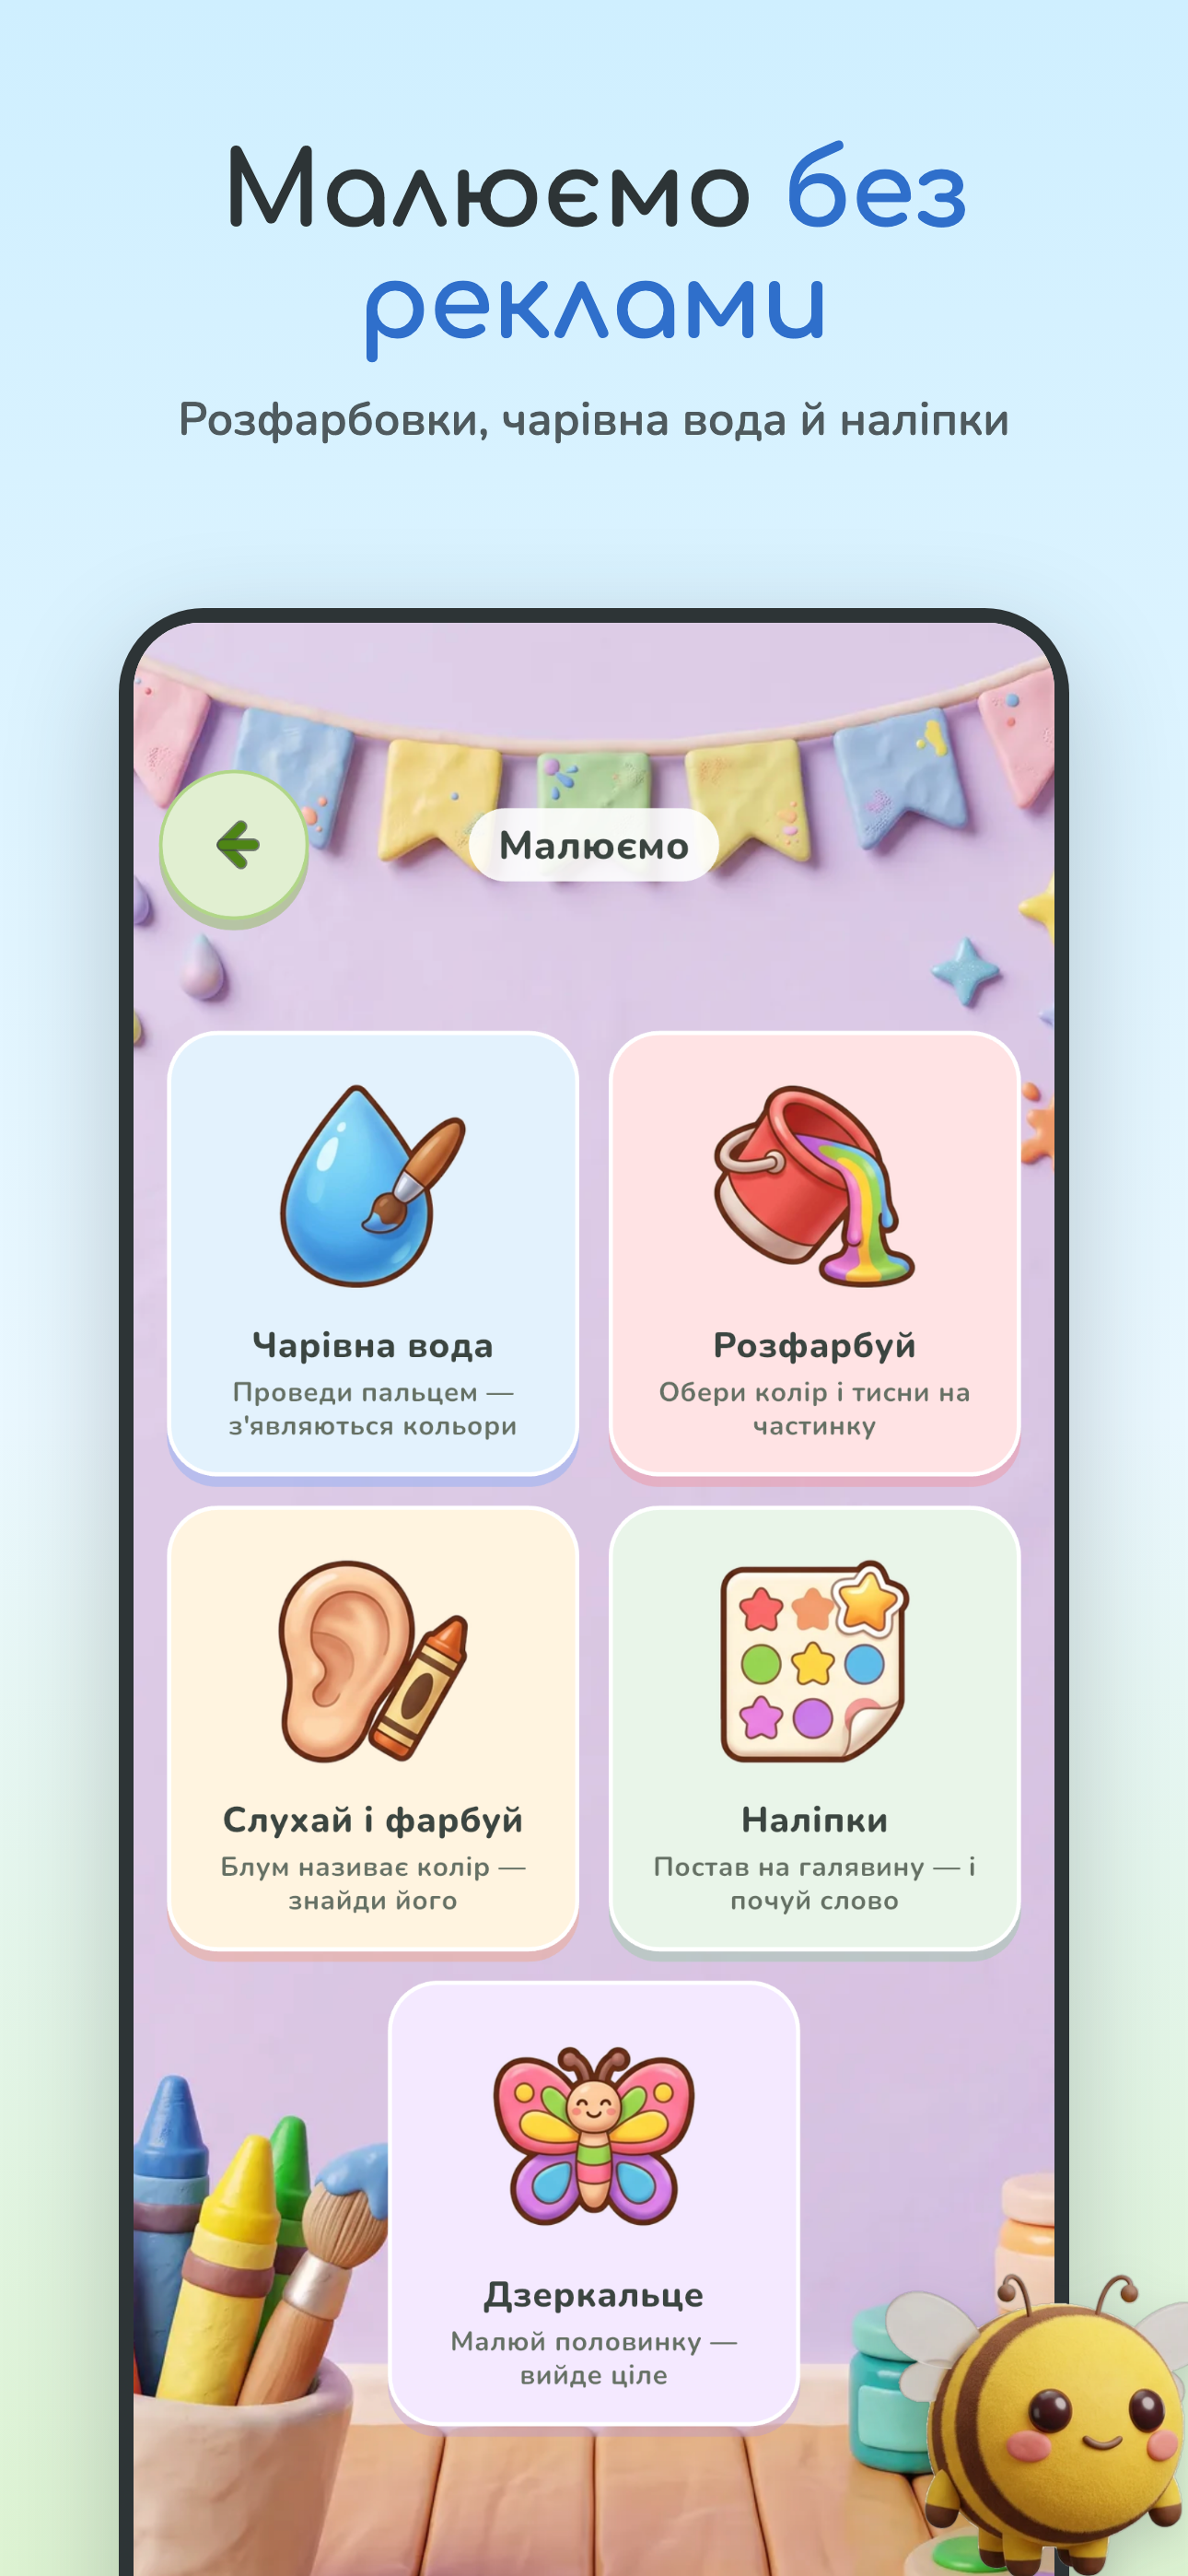 Малюємо без
реклами
Розфарбовки, чарівна вода й наліпки
Малюємо
Чарівна вода
Проведи пальцем —
з'являються кольори
Розфарбуй
Обери колір і тисни на
частинку
Слухай і фарбуй
Блум називає колір —
знайди його
Наліпки
Постав на галявину — і
почуй слово
Дзеркальце
Малюй половинку —
вийде ціле